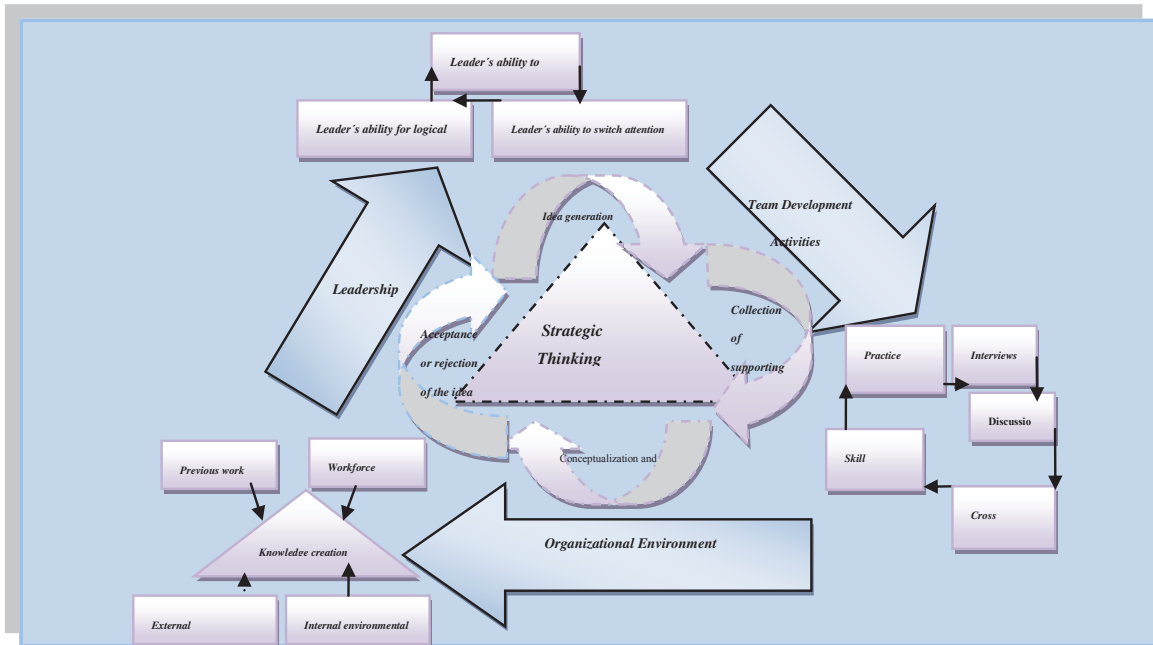 Leader´s ability to
Leader´s ability for logical
Leader´s ability to switch attention
Idea generation
Team Development
Activities
Leadership
Strategic
Thinking
Collection
of
supporting
Acceptance
or rejection
of the idea
Conceptualization and
Practice
Interviews
Discussio
Skill
Cross
Previous work
Workforce
Knowledge creation
External
Internal environmental
Organizational Environment